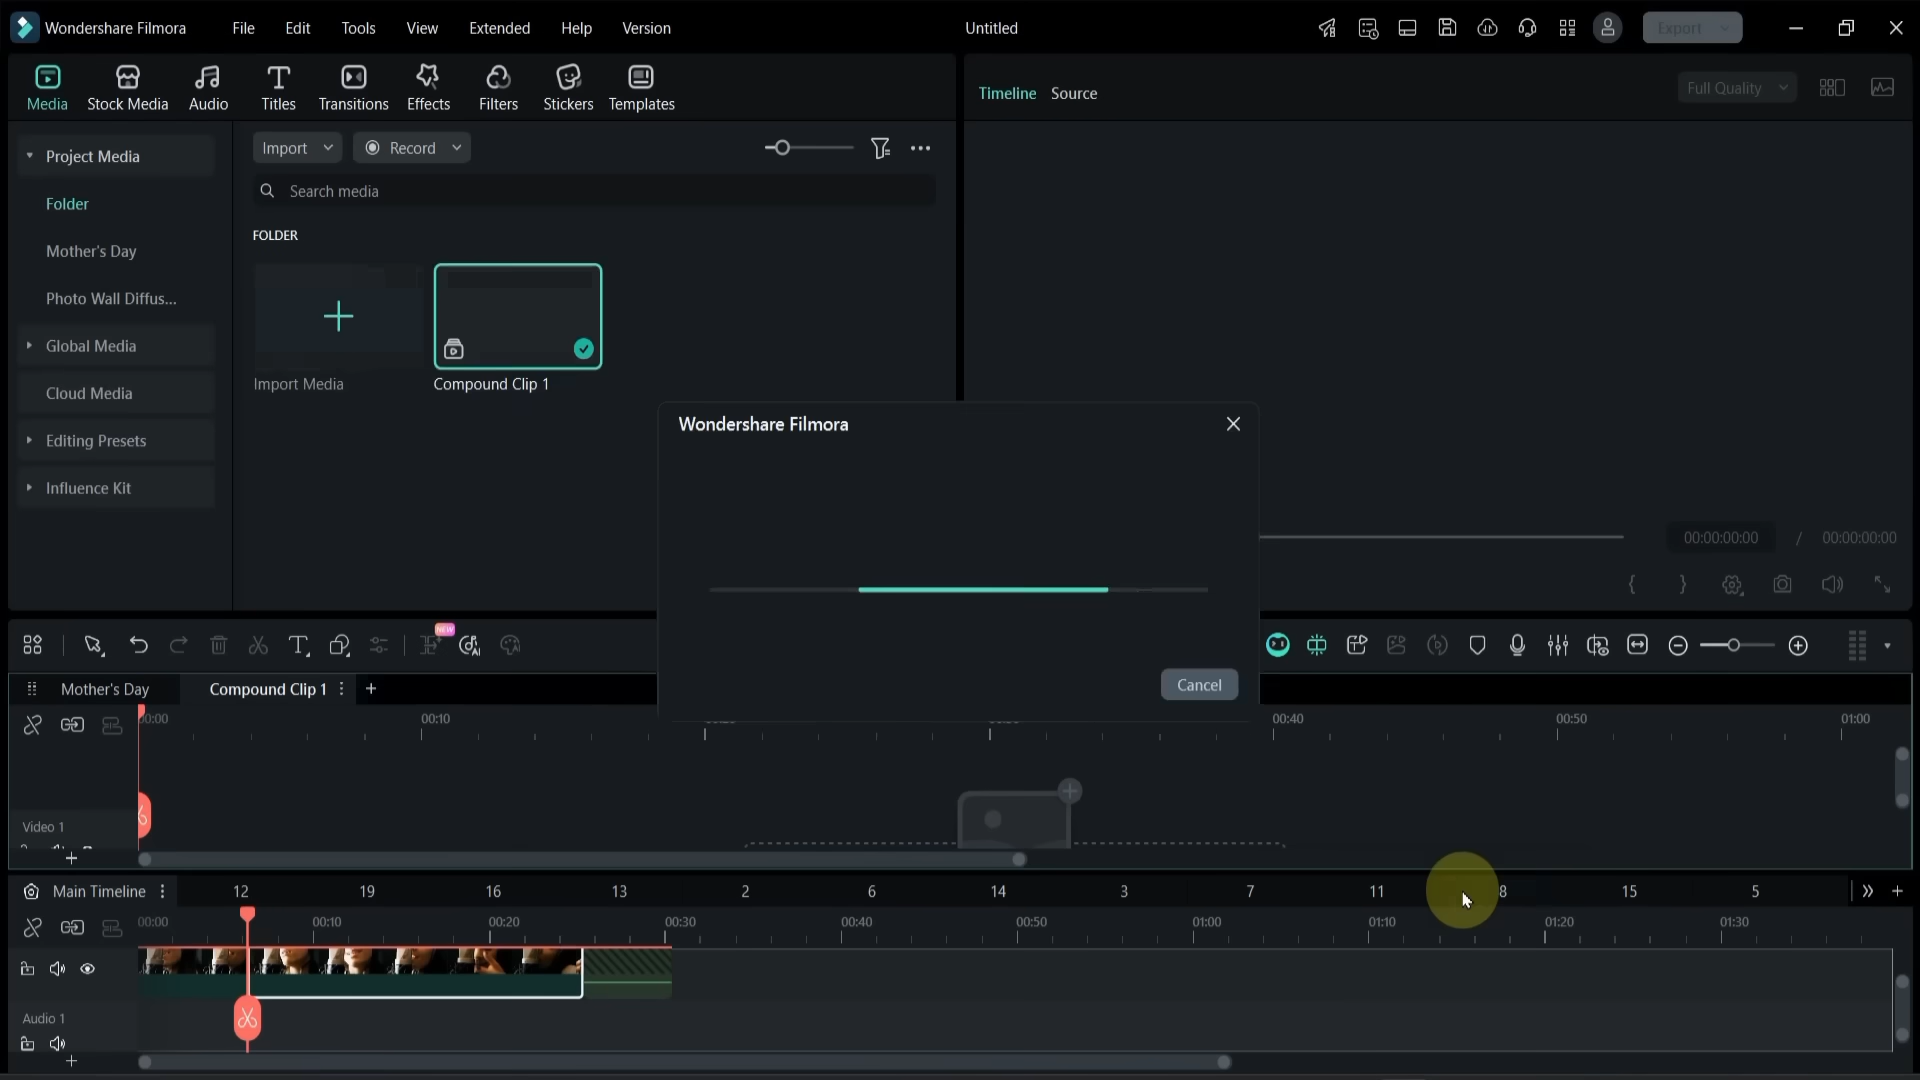 Wondershare Filmora File Edit Tools View Extended Help Version Untitled Export
Media Stock Media Audio Titles Transitions Effects Filters Stickers Templates
Timeline Source Full Quality
Project Media
Folder
Mother's Day
Photo Wall Diffus...
Global Media
Cloud Media
Editing Presets
Influence Kit
Import Record
Search media
FOLDER
Import Media Compound Clip 1
Wondershare Filmora
Cancel
00:00:00:00 / 00:00:00:00
{ }
NEW
Mother's Day Compound Clip 1 +
0:00 00:10 00:40 00:50 01:00
Video 1
Main Timeline 12 19 16 13 2 6 14 3 7 11 8 15 5
00:00 00:10 00:20 00:30 00:40 00:50 01:00 01:10 01:20 01:30
Audio 1